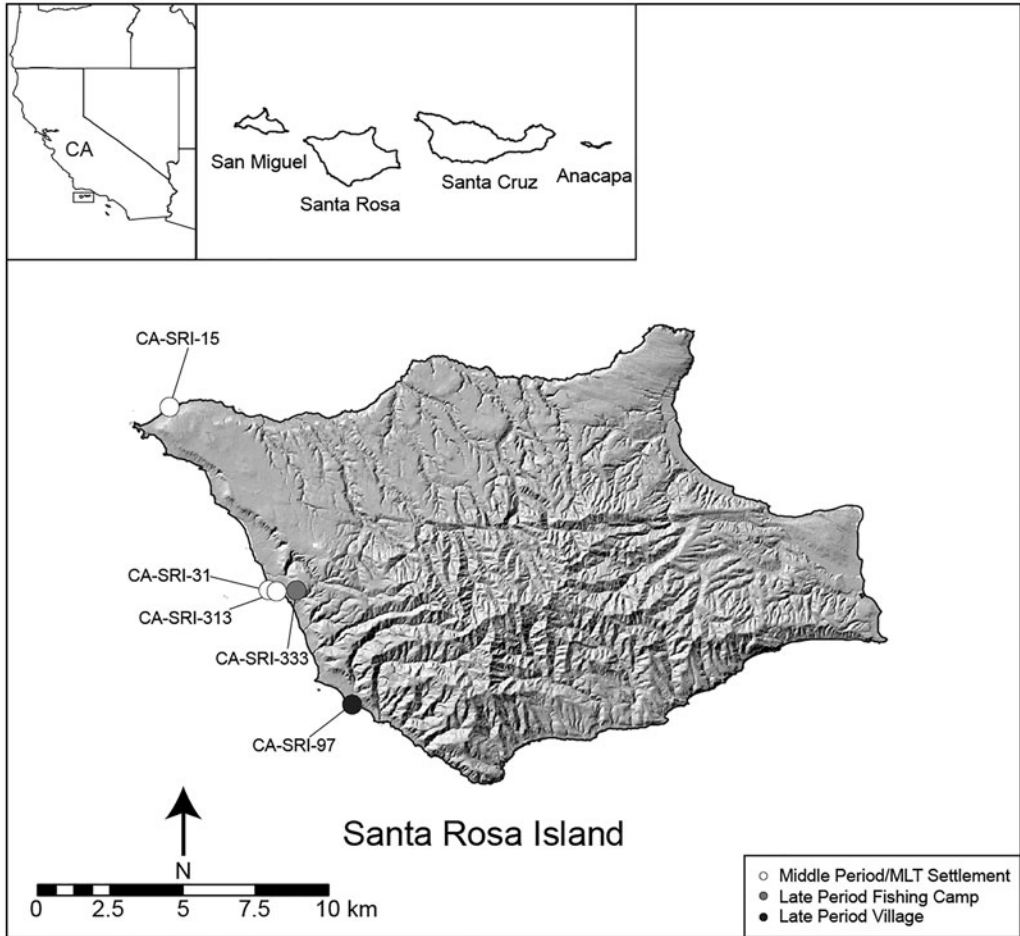 CA
San Miguel
Santa Rosa
Santa Cruz
Anacapa
CA-SRI-15
CA-SRI-31
CA-SRI-313
CA-SRI-333
CA-SRI-97
N
Santa Rosa Island
0 2.5 5 7.5 10 km
Middle Period/MLT Settlement
Late Period Fishing Camp
Late Period Village